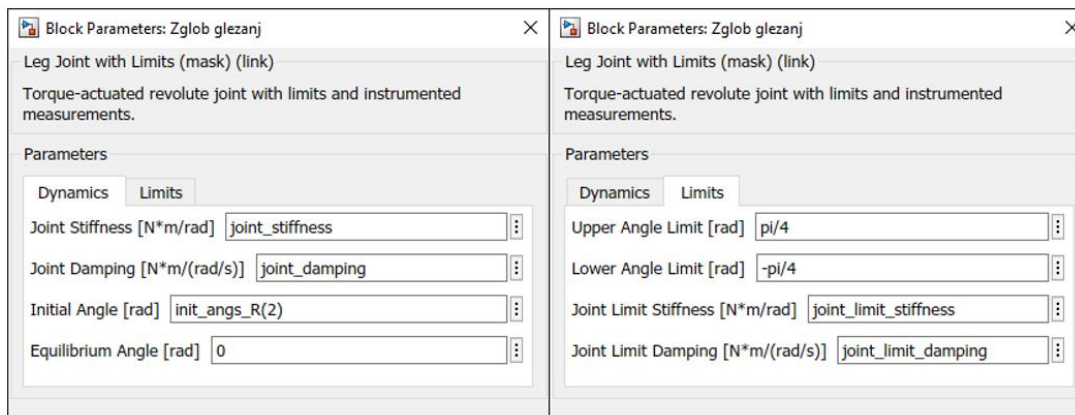 Block Parameters: Zglob glezanj
Leg Joint with Limits (mask) (link)
Torque-actuated revolute joint with limits and instrumented
measurements.
Parameters
Dynamics Limits
Joint Stiffness [N*m/rad] joint_stiffness
Joint Damping [N*m/(rad/s)] joint_damping
Initial Angle [rad] init_angs_R(2)
Equilibrium Angle [rad] 0
Block Parameters: Zglob glezanj
Leg Joint with Limits (mask) (link)
Torque-actuated revolute joint with limits and instrumented
measurements.
Parameters
Dynamics Limits
Upper Angle Limit [rad] pi/4
Lower Angle Limit [rad] -pi/4
Joint Limit Stiffness [N*m/rad] joint_limit_stiffness
Joint Limit Damping [N*m/(rad/s)] joint_limit_damping